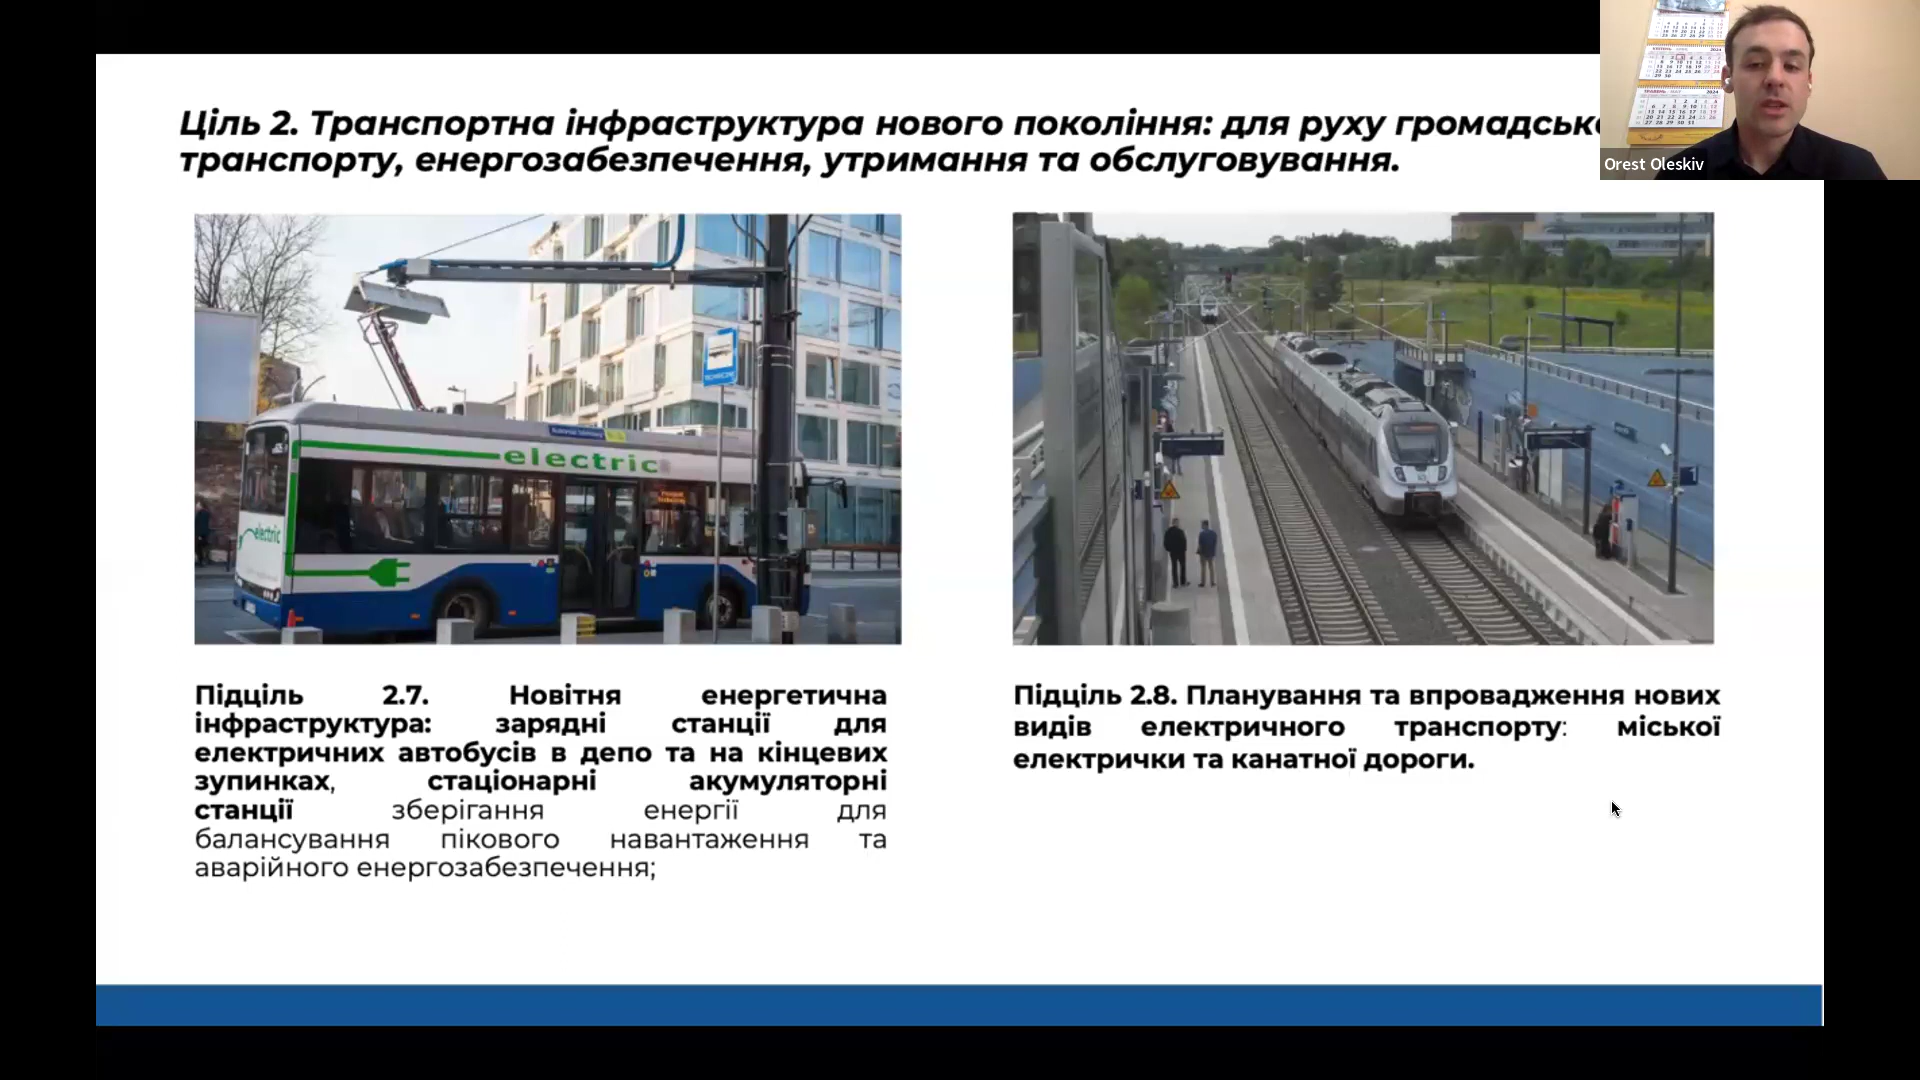 Ціль 2. Транспортна інфраструктура нового покоління: для руху
транспорту, енергозабезпечення, утримання та обслуговування.
Orest Oleskiv
electric
electric
Підціль 2.7. Новітня енергетична
інфраструктура: зарядні станції для
електричних автобусів в депо та на кінцевих
зупинках, стаціонарні акумуляторні
станції зберігання енергії для
балансування пікового навантаження та
аварійного енергозабезпечення;
Підціль 2.8. Планування та впровадження нових
видів електричного транспорту: міської
електрички та канатної дороги.